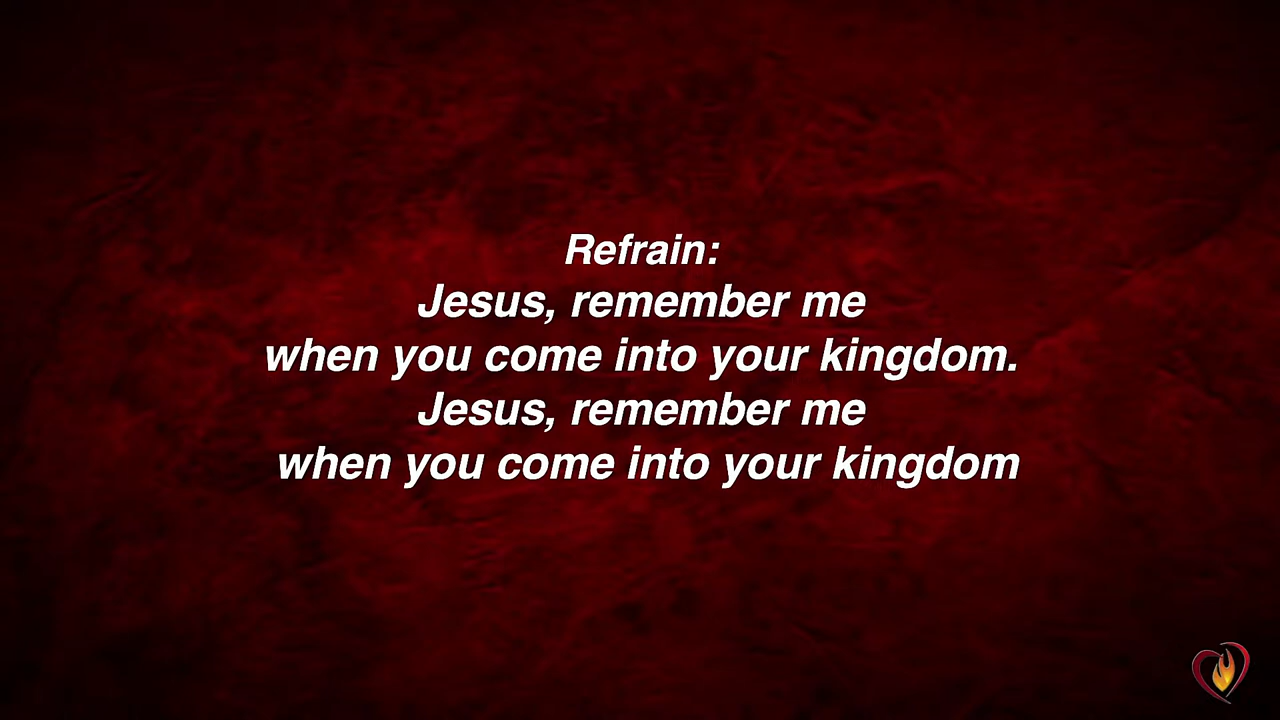 Refrain:
Jesus, remember me
when you come into your kingdom.
Jesus, remember me
when you come into your kingdom